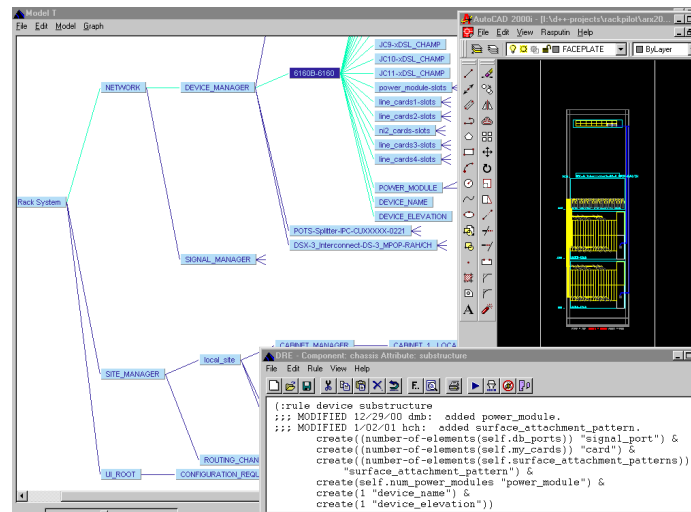 Model T
File Edit Model Graph
JC9-xDSL_CHAMP
JC10-xDSL_CHAMP
6160B-6160
JC11-xDSL_CHAMP
NETWORK
DEVICE_MANAGER
power_module-slots
line_cards1-slots
line_cards2-slots
ni2_cards-slots
line_cards3-slots
line_cards4-slots
POWER_MODULE
Rack System
DEVICE_NAME
DEVICE_ELEVATION
POTS-Splitter-IPC-CUXXXXX-0221
DSX-3_Interconnect-DS-3_MPOP-RAH/CH
SIGNAL_MANAGER
CABINET_MANAGER
CABINET_1_LOCA
local_site
SITE_MANAGER
ROUTING_CHAN
UI_ROOT
CONFIGURATION_REQU
AutoCAD 2000i - [I:\d++-projects\rackpilot\arx20...
File Edit View Rasputin Help
FACEPLATE
ByLayer
A
DRE - Component: chassis Attribute: substructure
File Edit Rule View Help
F..
(:rule device substructure
;;; MODIFIED 12/29/00 dmb: added power_module.
;;; MODIFIED 1/02/01 hch: added surface_attachment_pattern.
create((number-of-elements(self.db_ports)) "signal_port") &
create((number-of-elements(self.my_cards)) "card") &
create((number-of-elements(self.surface_attachment_patterns))
"surface_attachment_pattern") &
create(self.num_power_modules "power_module") &
create(1 "device_name") &
create(1 "device_elevation"))